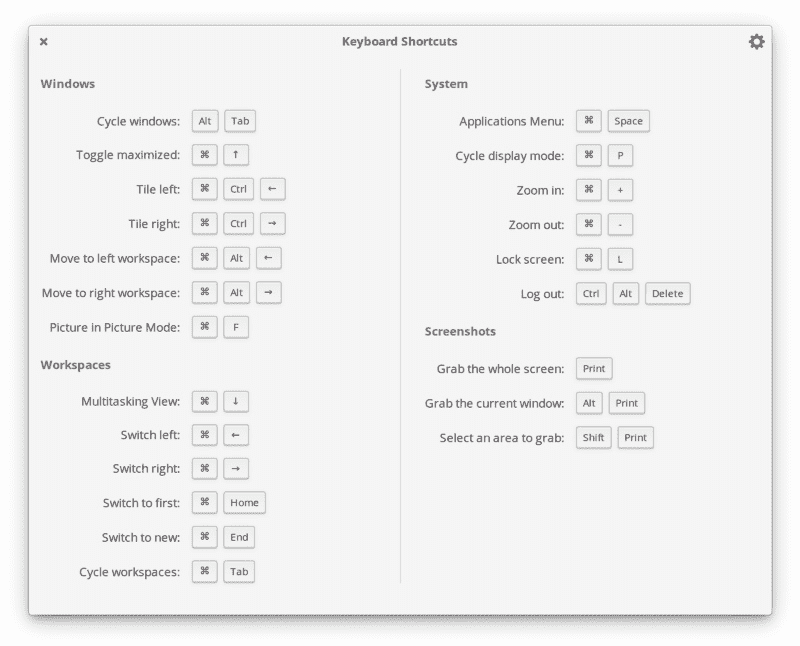 Keyboard Shortcuts
Windows
Cycle windows: Alt Tab
Toggle maximized: ⌘ ↑
Tile left: ⌘ Ctrl ←
Tile right: ⌘ Ctrl →
Move to left workspace: ⌘ Alt ←
Move to right workspace: ⌘ Alt →
Picture in Picture Mode: ⌘ F
Workspaces
Multitasking View: ⌘ ↓
Switch left: ⌘ ←
Switch right: ⌘ →
Switch to first: ⌘ Home
Switch to new: ⌘ End
Cycle workspaces: ⌘ Tab
System
Applications Menu: ⌘ Space
Cycle display mode: ⌘ P
Zoom in: ⌘ +
Zoom out: ⌘ -
Lock screen: ⌘ L
Log out: Ctrl Alt Delete
Screenshots
Grab the whole screen: Print
Grab the current window: Alt Print
Select an area to grab: Shift Print